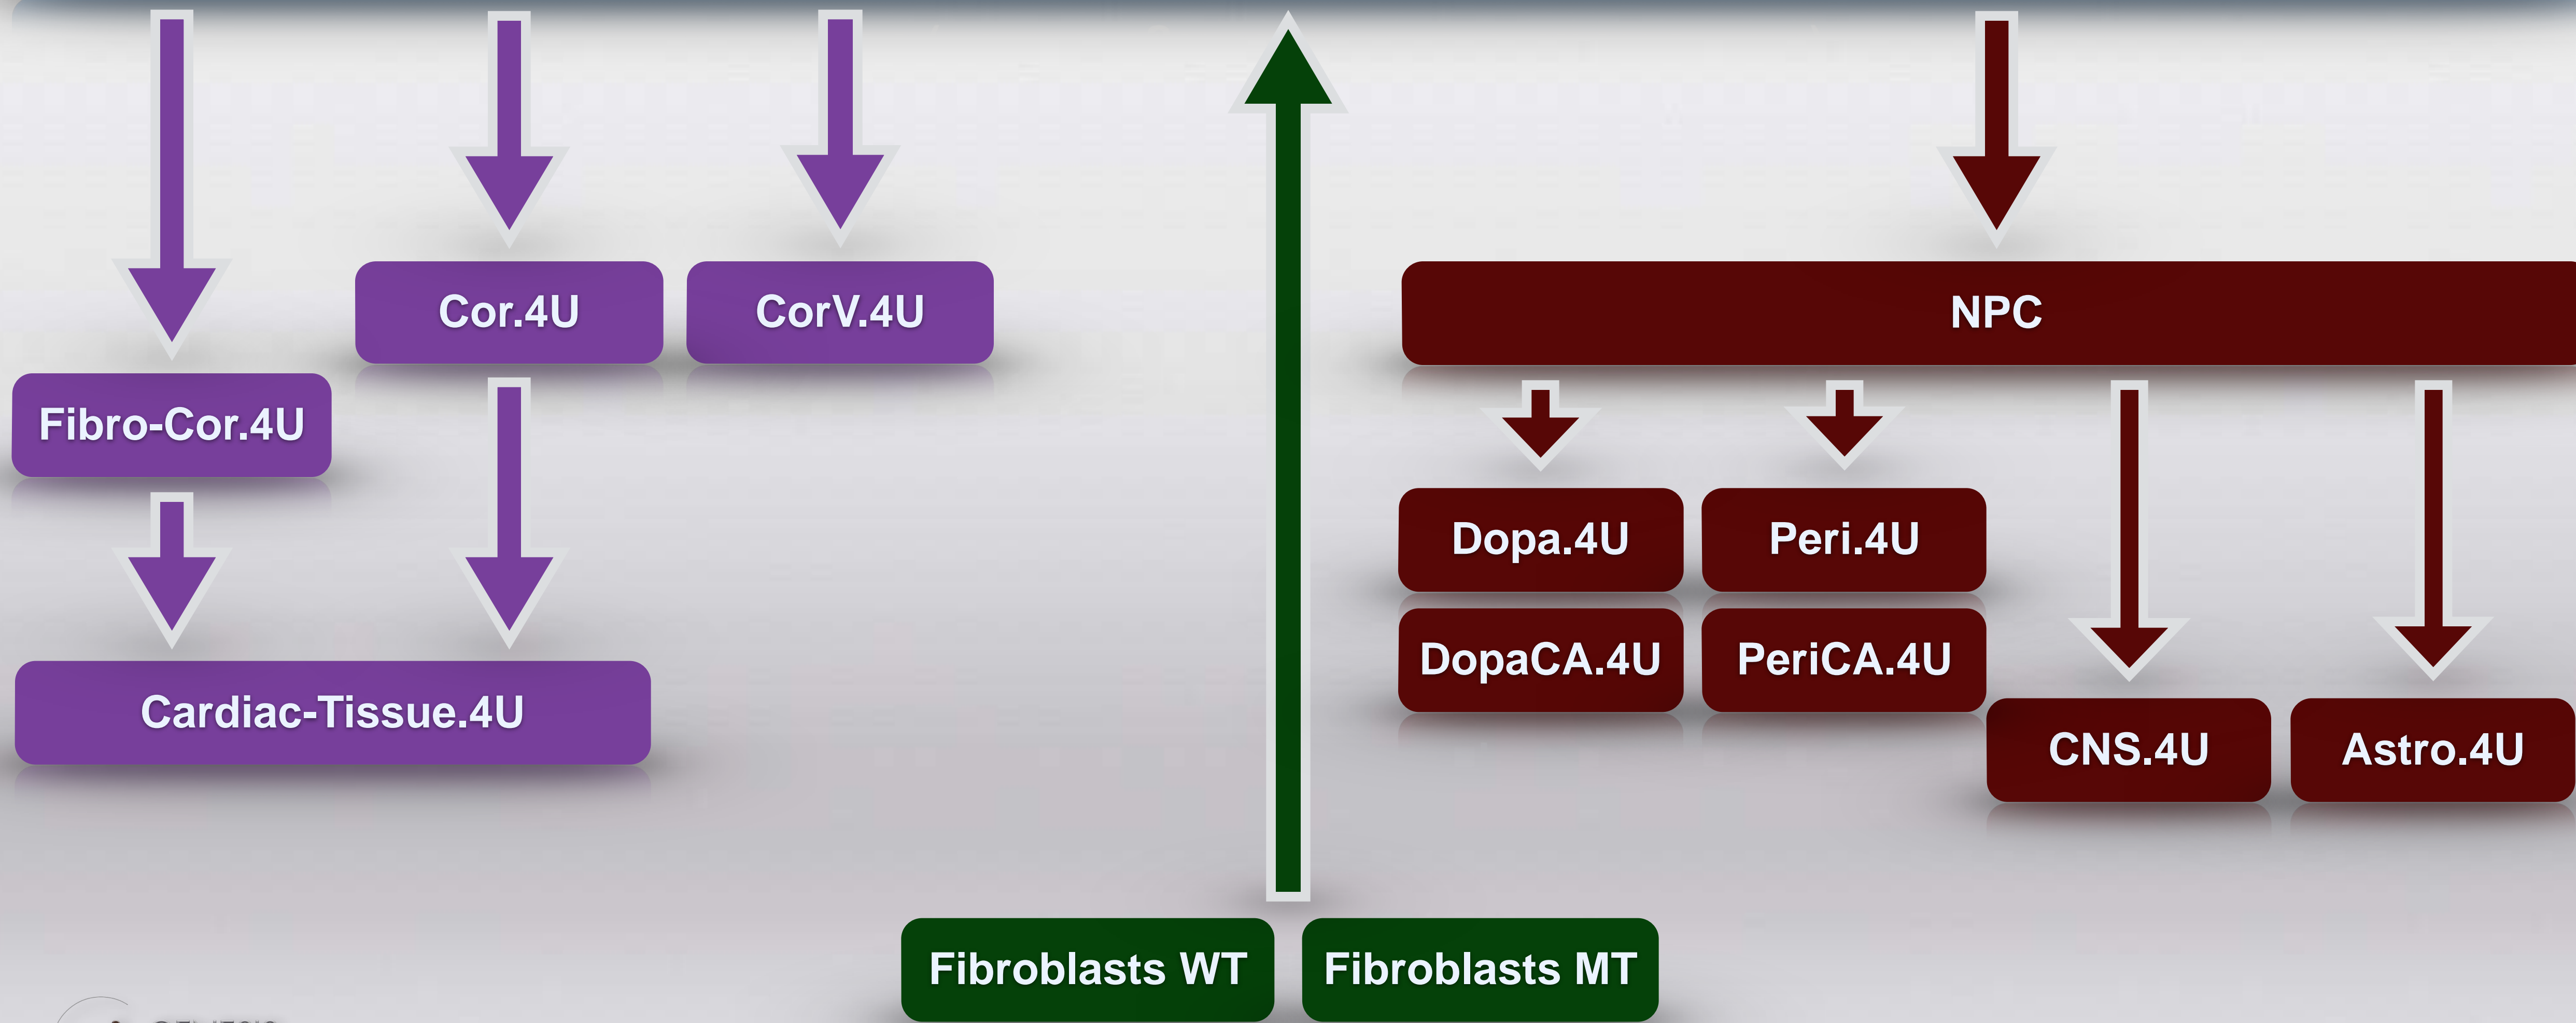 Cor.4U
CorV.4U
NPC
Fibro-Cor.4U
Dopa.4U
Peri.4U
DopaCA.4U
PeriCA.4U
Cardiac-Tissue.4U
CNS.4U
Astro.4U
Fibroblasts WT
Fibroblasts MT